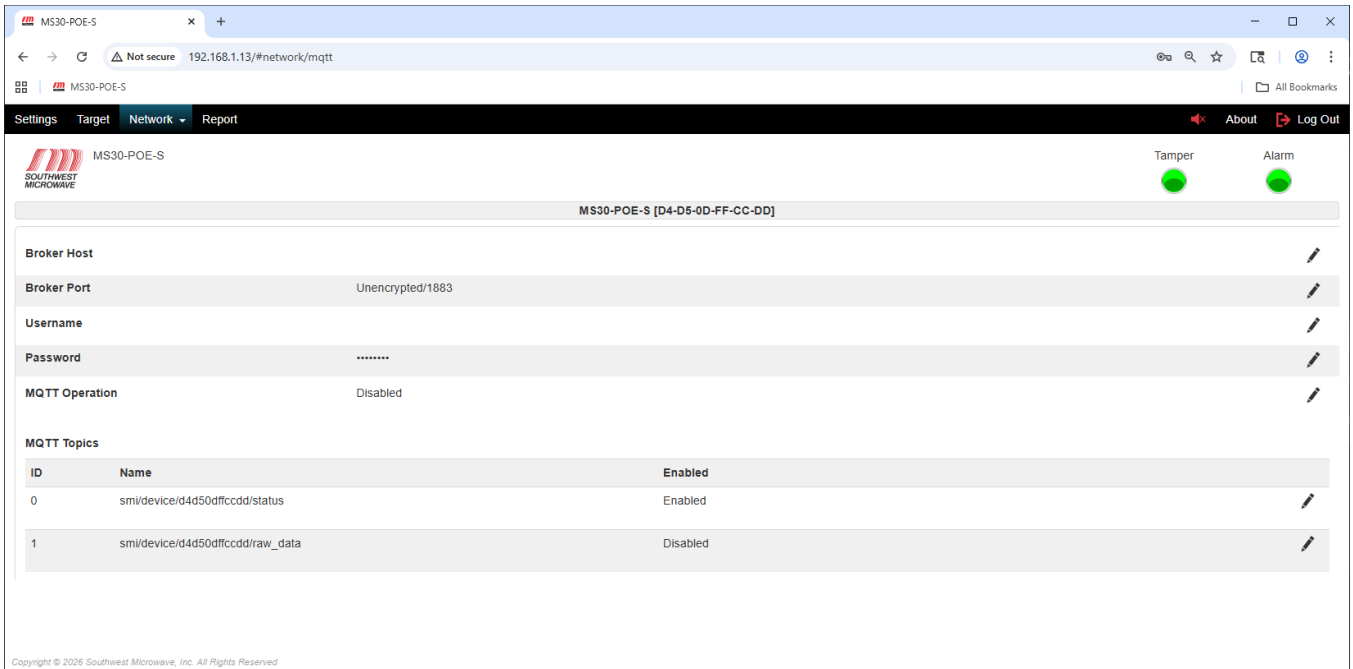 MS30-POE-S
Not secure 192.168.1.13/#network/mqtt
MS30-POE-S
All Bookmarks
Settings Target Network Report About Log Out
SOUTHWEST
MICROWAVE
MS30-POE-S
Tamper Alarm
MS30-POE-S [D4-D5-0D-FF-CC-DD]
Broker Host
Broker Port Unencrypted/1883
Username
Password ••••••••
MQTT Operation Disabled
MQTT Topics
ID Name Enabled
0 smi/device/d4d50dffccdd/status Enabled
1 smi/device/d4d50dffccdd/raw_data Disabled
Copyright © 2026 Southwest Microwave, Inc. All Rights Reserved